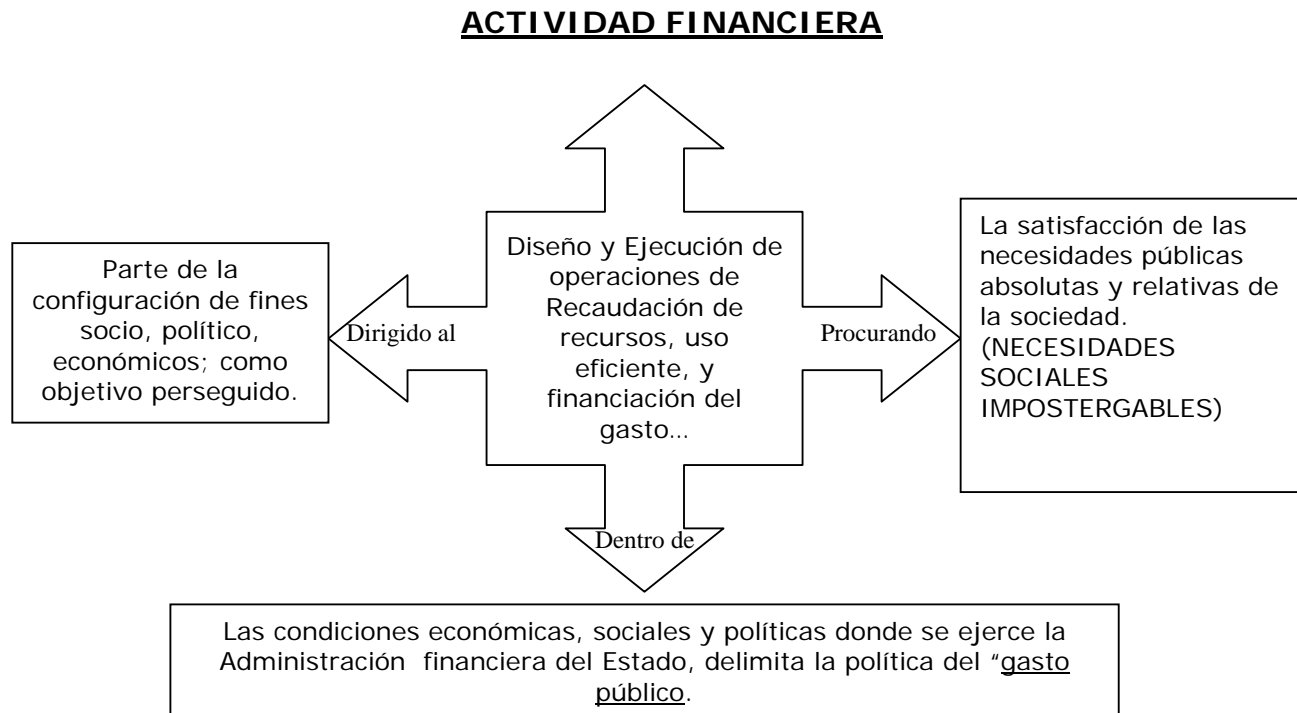 ACTIVIDAD FINANCIERA
Parte de la
configuración de fines
socio, político,
económicos; como
objetivo perseguido.
Dirigido al
Diseño y Ejecución de
operaciones de
Recaudación de
recursos, uso
eficiente, y
financiación del
gasto...
Procurando
La satisfacción de las
necesidades públicas
absolutas y relativas de
la sociedad.
(NECESIDADES
SOCIALES
IMPOSTERGABLES)
Dentro de
Las condiciones económicas, sociales y políticas donde se ejerce la
Administración  financiera del Estado, delimita la política del “gasto
público.